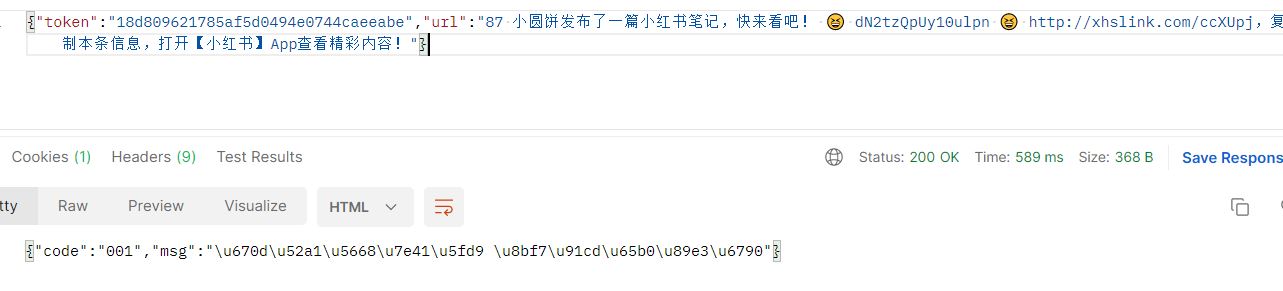 {"token":"18d809621785af5d0494e0744caeeabe","url":"87 小圆饼发布了一篇小红书笔记，快来看吧！ 😆 dN2tzQpUy10ulpn 😆 http://xhslink.com/ccXUpj，复
制本条信息，打开【小红书】App查看精彩内容！"}
Cookies (1) Headers (9) Test Results Status: 200 OK Time: 589 ms Size: 368 B Save Respons
tty Raw Preview Visualize HTML
{"code":"001","msg":"\u670d\u52a1\u5668\u7e41\u5fd9 \u8bf7\u91cd\u65b0\u89e3\u6790"}